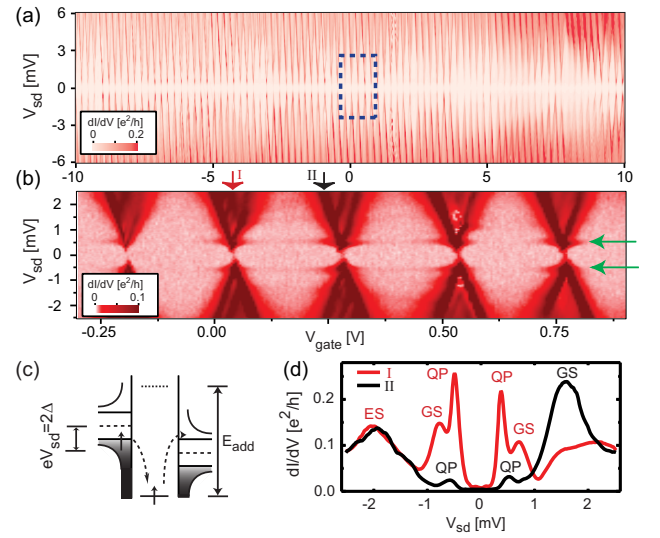 (a)
6
3
0
-3
-6
V_sd [mV]
dI/dV [e²/h]
0 0.2
-10 -5 0 5 10
I II
(b)
2
1
0
-1
-2
V_sd [mV]
dI/dV [e²/h]
0 0.1
-0.25 0.00 0.25 0.50 0.75
V_gate [V]
(c)
eV_sd=2Δ
E_add
(d)
I
II
QP QP
GS
ES GS GS
QP QP
0.2
0.1
0.0
dI/dV [e²/h]
-2 -1 0 1 2
V_sd [mV]